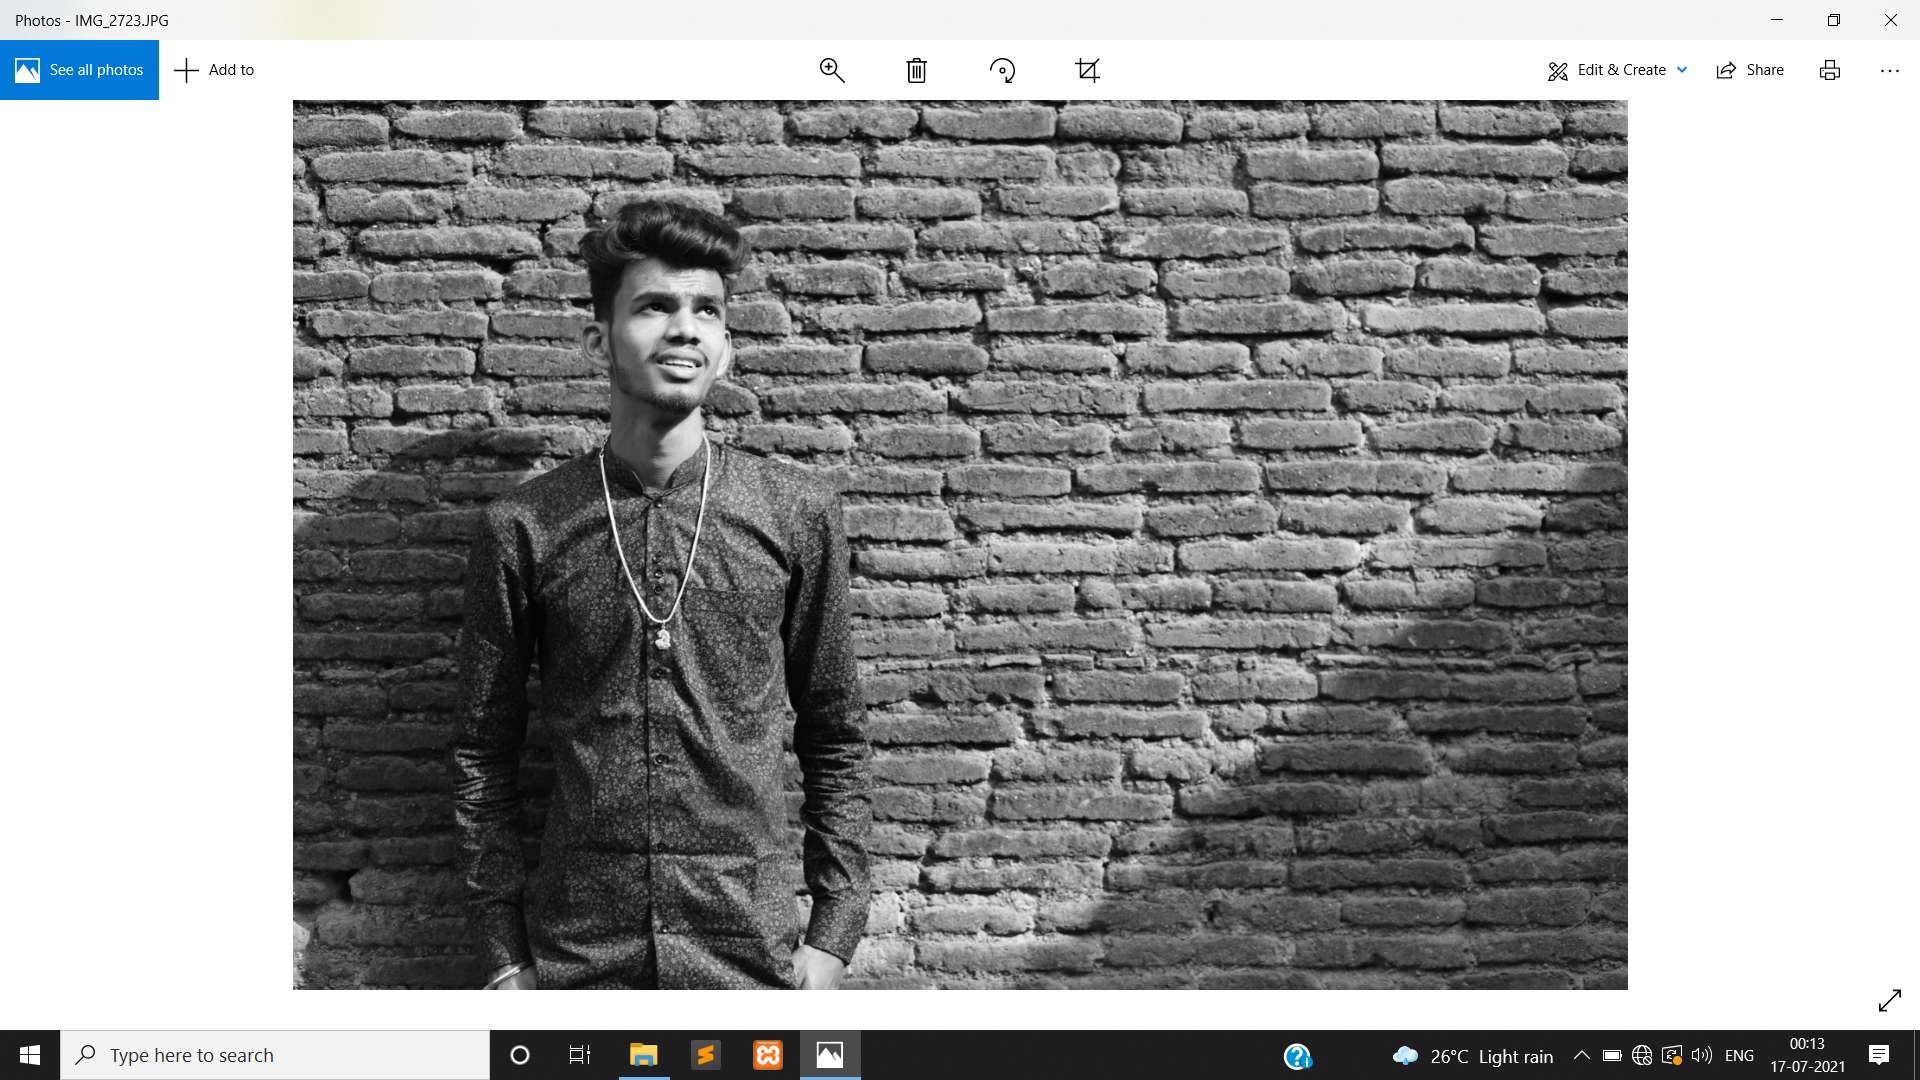 Photos - IMG_2723.JPG
See all photos
Add to
Edit & Create
Share
Type here to search
26°C Light rain
ENG
00:13
17-07-2021